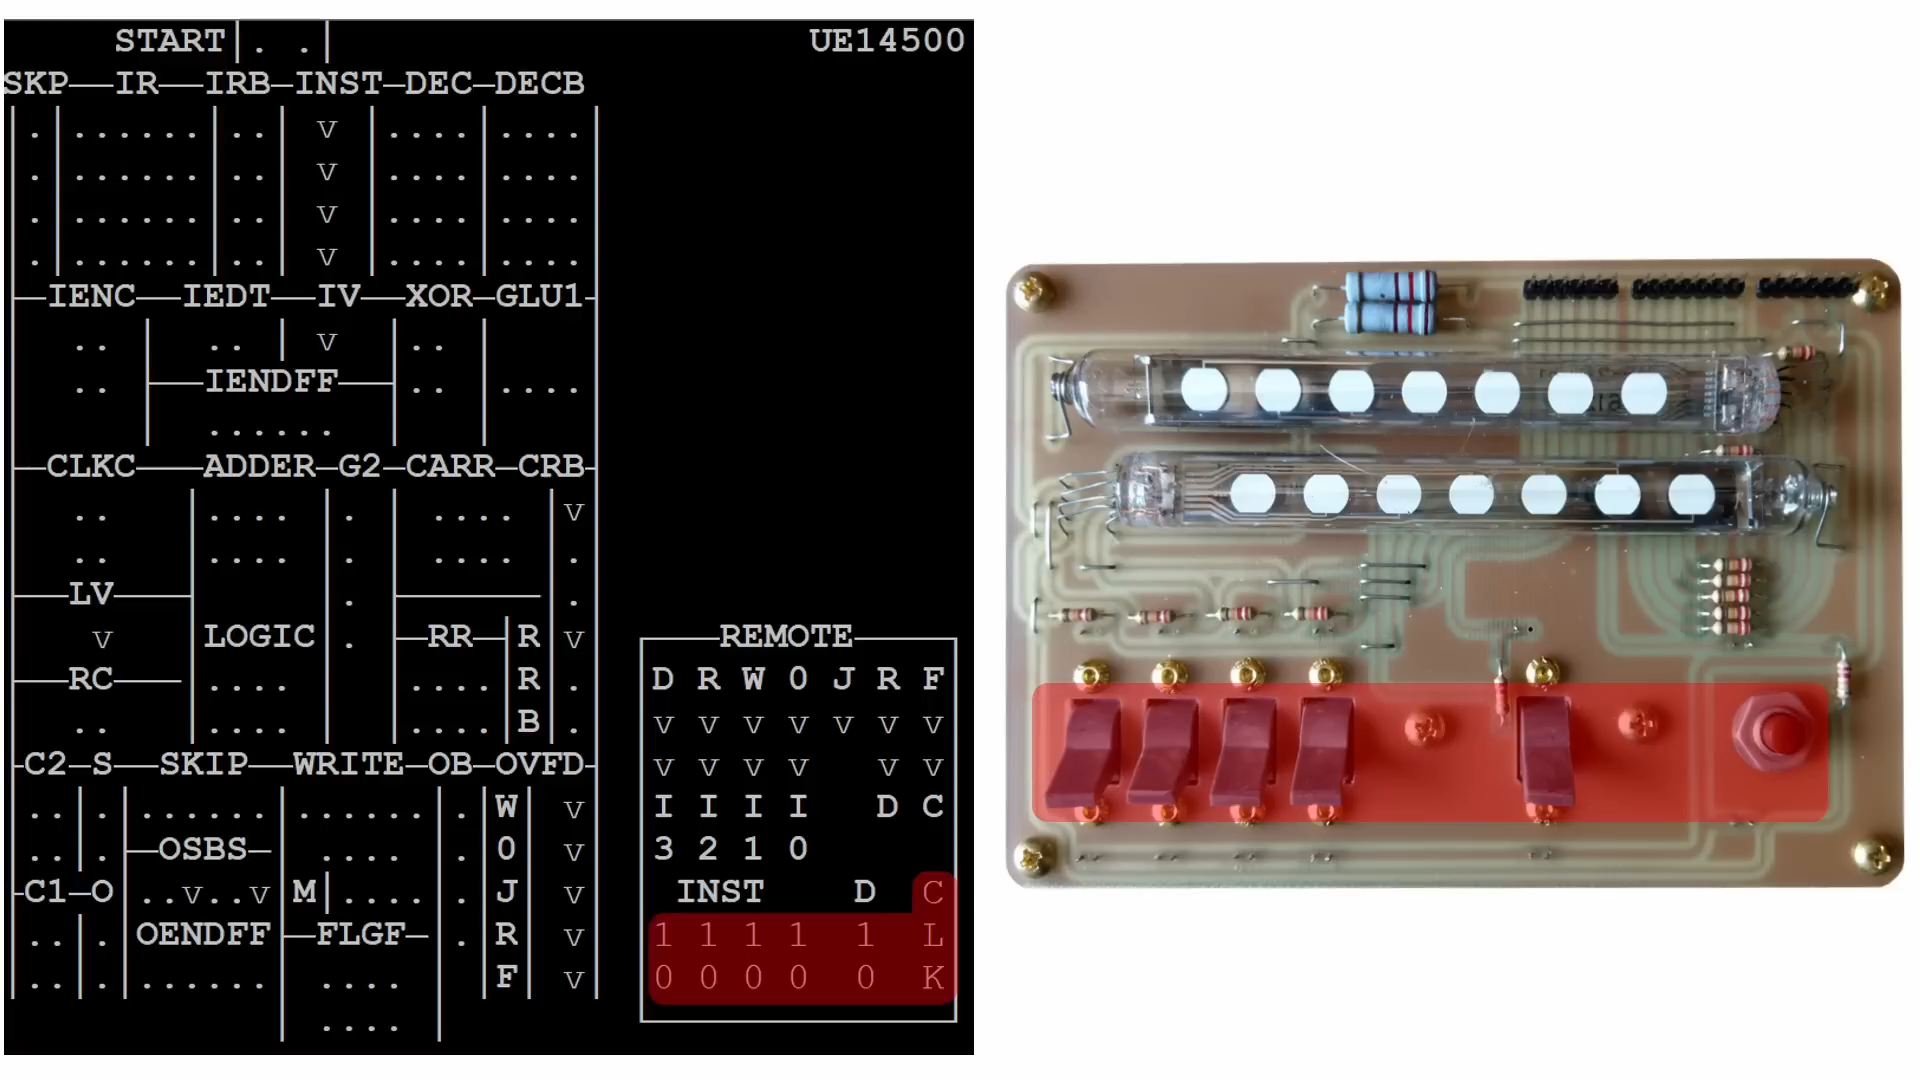 START|. .| UE14500
SKP—IR—IRB—INST—DEC—DECB
|.|......|..| v |....|....|
|.|......|..| v |....|....|
|.|......|..| v |....|....|
|.|......|..| v |....|....|
—IENC—IEDT—IV—XOR—GLU1—
.. | .. | v |.. |
.. |—IENDFF—|.. |....
|......| |
—CLKC—ADDER—G2—CARR—CRB—
.. |....|.| .... |v
.. |....|.| .... |.
—LV— |.| .
v LOGIC |.|—RR—|R|v
—RC— .... |....|R|.
.. |....| |....|B|.
—C2—S—SKIP—WRITE—OB—OVFD—
|..|.|......|......|.|W| v
|..|.|—OSBS—| .... |.|0| v
—C1—O|..v..v M|....|.|J| v
|..|.|OENDFF|—FLGF—|.|R| v
|..|.|......| .... | |F| v
....
REMOTE
D R W 0 J R F
v v v v v v v
v v v v v v
I I I I D C
3 2 1 0
INST D C
1 1 1 1 1 L
0 0 0 0 0 K